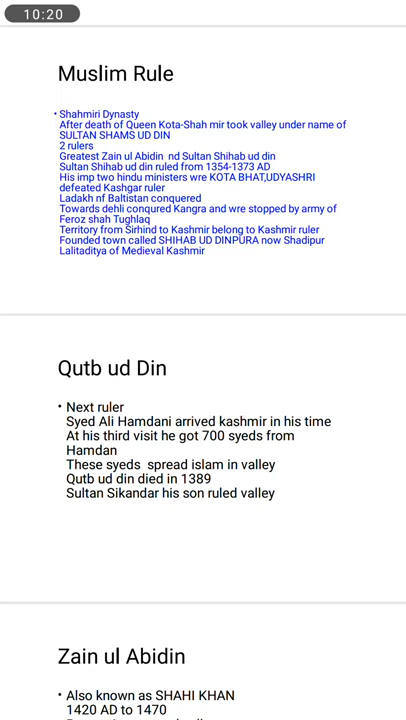 10:20
Muslim Rule
• Shahmiri Dynasty
After death of Queen Kota-Shah mir took valley under name of
SULTAN SHAMS UD DIN
2 rulers
Greatest Zain ul Abidin nd Sultan Shihab ud din
Sultan Shihab ud din ruled from 1354-1373 AD
His imp two hindu ministers wre KOTA BHAT,UDYASHRI
defeated Kashgar ruler
Ladakh nf Baltistan conquered
Towards dehli conqured Kangra and wre stopped by army of
Feroz shah Tughlaq
Territory from Sirhind to Kashmir belong to Kashmir ruler
Founded town called SHIHAB UD DINPURA now Shadipur
Lalitaditya of Medieval Kashmir
Qutb ud Din
• Next ruler
Syed Ali Hamdani arrived kashmir in his time
At his third visit he got 700 syeds from
Hamdan
These syeds spread islam in valley
Qutb ud din died in 1389
Sultan Sikandar his son ruled valley
Zain ul Abidin
• Also known as SHAHI KHAN
1420 AD to 1470